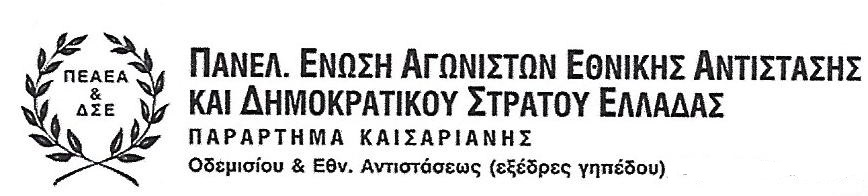 ΠΕΑΕΑ
&
ΔΣΕ
ΠΑΝΕΛ. ΕΝΩΣΗ ΑΓΩΝΙΣΤΩΝ ΕΘΝΙΚΗΣ ΑΝΤΙΣΤΑΣΗΣ
ΚΑΙ ΔΗΜΟΚΡΑΤΙΚΟΥ ΣΤΡΑΤΟΥ ΕΛΛΑΔΑΣ
ΠΑΡΑΡΤΗΜΑ ΚΑΙΣΑΡΙΑΝΗΣ
Οδεμισίου & Εθν. Αντιστάσεως (εξέδρες γηπέδου)